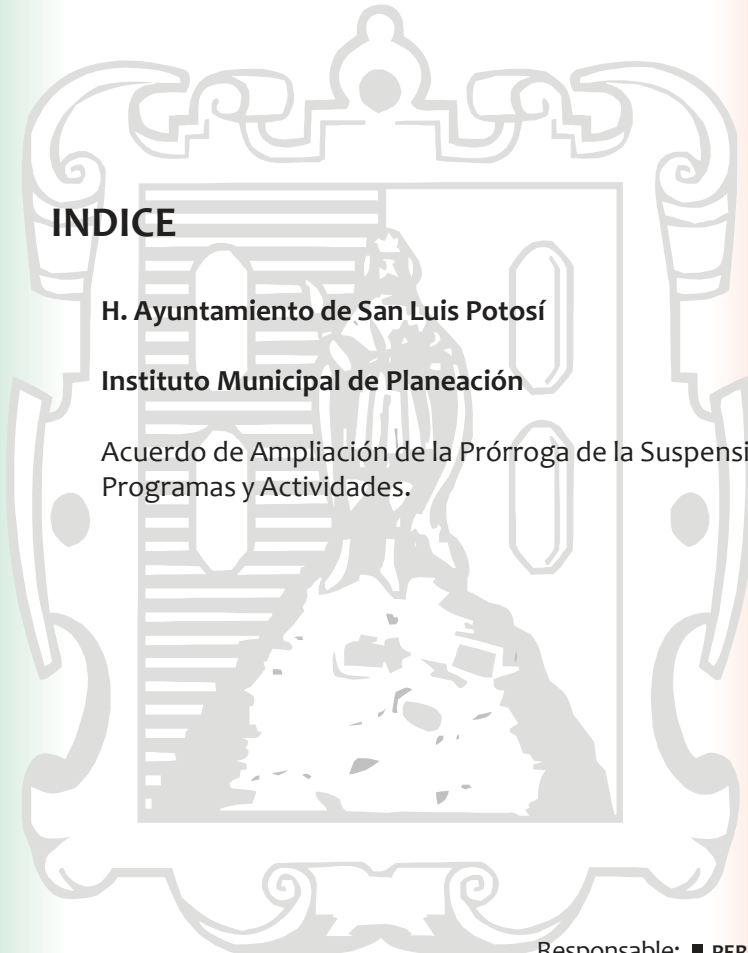 INDICE
H. Ayuntamiento de San Luis Potosí
Instituto Municipal de Planeación
Acuerdo de Ampliación de la Prórroga de la
Programas y Actividades.
Responsable: